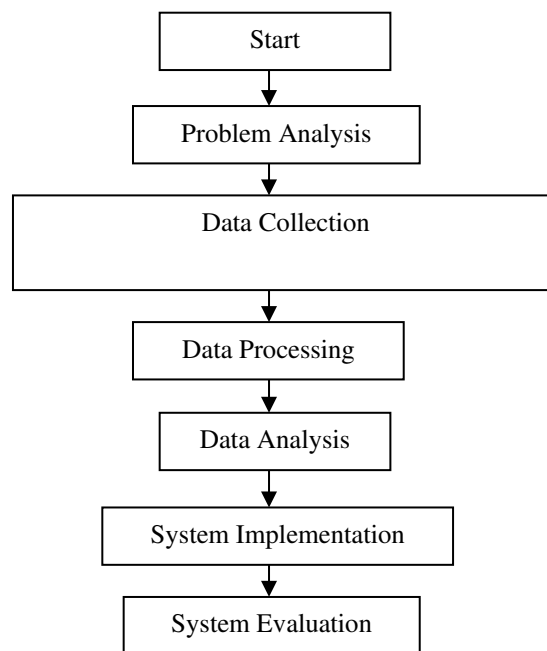 Start
Problem Analysis
Data Collection
Data Processing
Data Analysis
System Implementation
System Evaluation